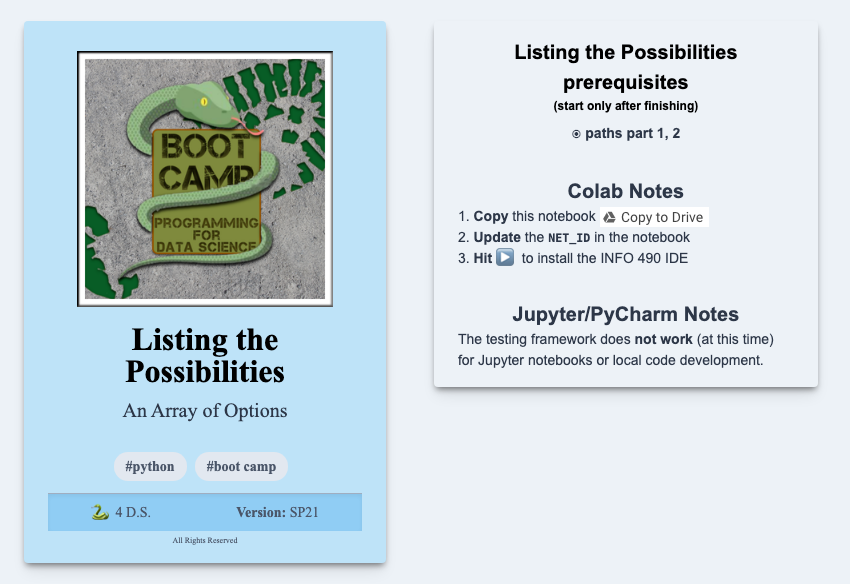 BOOT
CAMP
PROGRAMMING
FOR
DATA SCIENCE
Listing the
Possibilities
An Array of Options
#python #boot camp
4 D.S. Version: SP21
All Rights Reserved
Listing the Possibilities
prerequisites
(start only after finishing)
⦿ paths part 1, 2
Colab Notes
1. Copy this notebook Copy to Drive
2. Update the NET_ID in the notebook
3. Hit ▶️ to install the INFO 490 IDE
Jupyter/PyCharm Notes
The testing framework does not work (at this time)
for Jupyter notebooks or local code development.